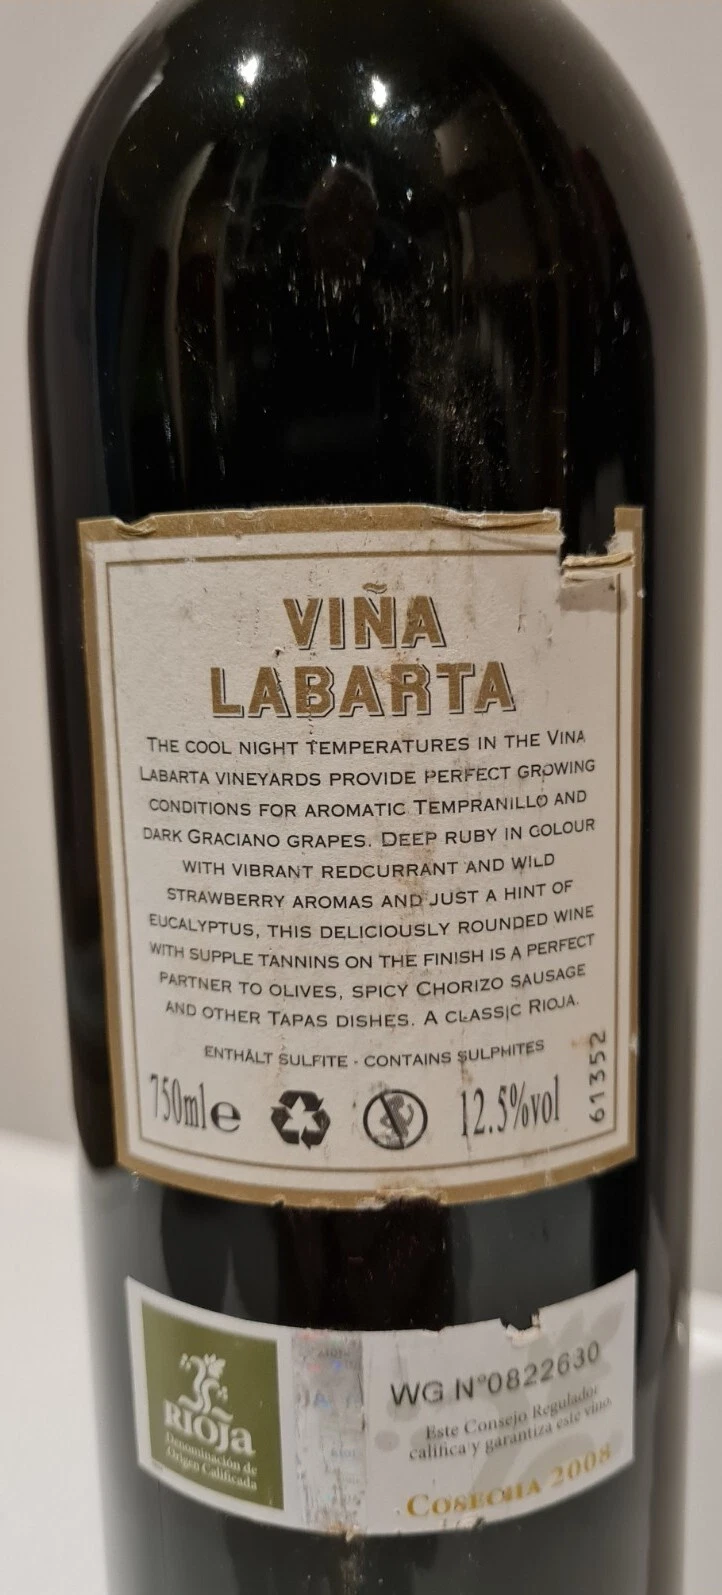 VIÑA
LABARTA
THE COOL NIGHT TEMPERATURES IN THE VINA
LABARTA VINEYARDS PROVIDE PERFECT GROWING
CONDITIONS FOR AROMATIC TEMPRANILLO AND
DARK GRACIANO GRAPES. DEEP RUBY IN COLOUR
WITH VIBRANT REDCURRANT AND WILD
STRAWBERRY AROMAS AND JUST A HINT OF
EUCALYPTUS, THIS DELICIOUSLY ROUNDED WINE
WITH SUPPLE TANNINS ON THE FINISH IS A PERFECT
PARTNER TO OLIVES, SPICY CHORIZO SAUSAGE
AND OTHER TAPAS DISHES. A CLASSIC RIOJA.
ENTHÄLT SULFITE - CONTAINS SULPHITES
750ml e 12.5%vol
61352
RIOJA
Denominación de
Origen Calificada
WG Nº0822630
Este Consejo Regulador
califica y garantiza este vino.
COSECHA 2008